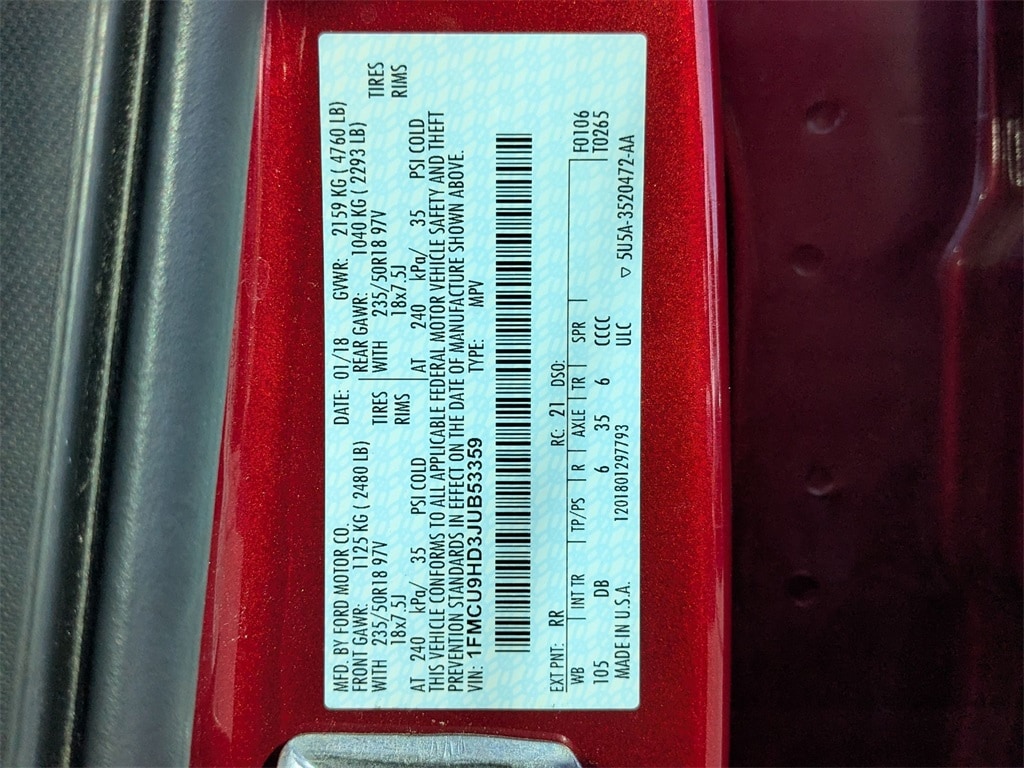 MFD. BY FORD MOTOR CO. DATE: 01/18 GVWR: 2159 KG ( 4760 LB)
FRONT GAWR: 1125 KG ( 2480 LB) REAR GAWR: 1040 KG ( 2293 LB)
WITH 235/50R18 97V TIRES WITH 235/50R18 97V TIRES
18x7.5J RIMS 18x7.5J RIMS
AT 240 kPa/ 35 PSI COLD AT 240 kPa/ 35 PSI COLD
THIS VEHICLE CONFORMS TO ALL APPLICABLE FEDERAL MOTOR VEHICLE SAFETY AND THEFT
PREVENTION STANDARDS IN EFFECT ON THE DATE OF MANUFACTURE SHOWN ABOVE.
VIN: 1FMCU9HD3JUB53359 TYPE: MPV
EXT PNT: RR RC: 21 DSO: F0106
WB INT TR TP/PS R AXLE TR SPR T0265
105 DB 6 35 6 CCCC
MADE IN U.S.A. 1201801297793 ULC ▽ 5U5A-3520472-AA